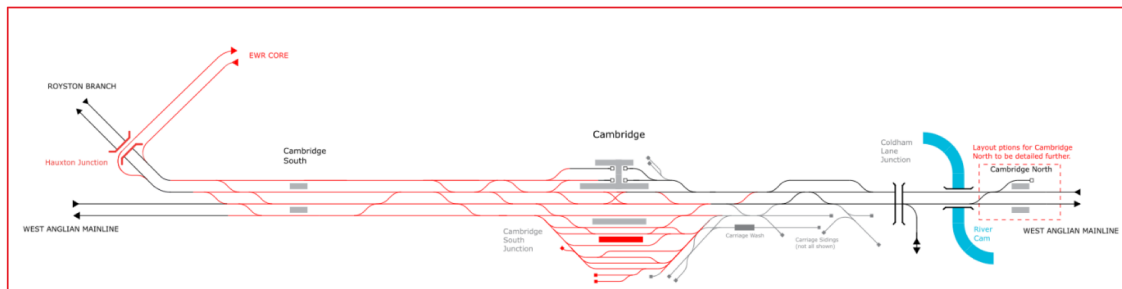 EWR CORE
ROYSTON BRANCH
Hauxton Junction
Cambridge
South
Cambridge
Coldham
Lane
Junction
Layout ptions for Cambridge
North to be detailed further.
Cambridge North
WEST ANGLIAN MAINLINE
Cambridge
South
Junction
Carriage Wash
Carriage Sidings
(not all shown)
River
Cam
WEST ANGLIAN MAINLINE